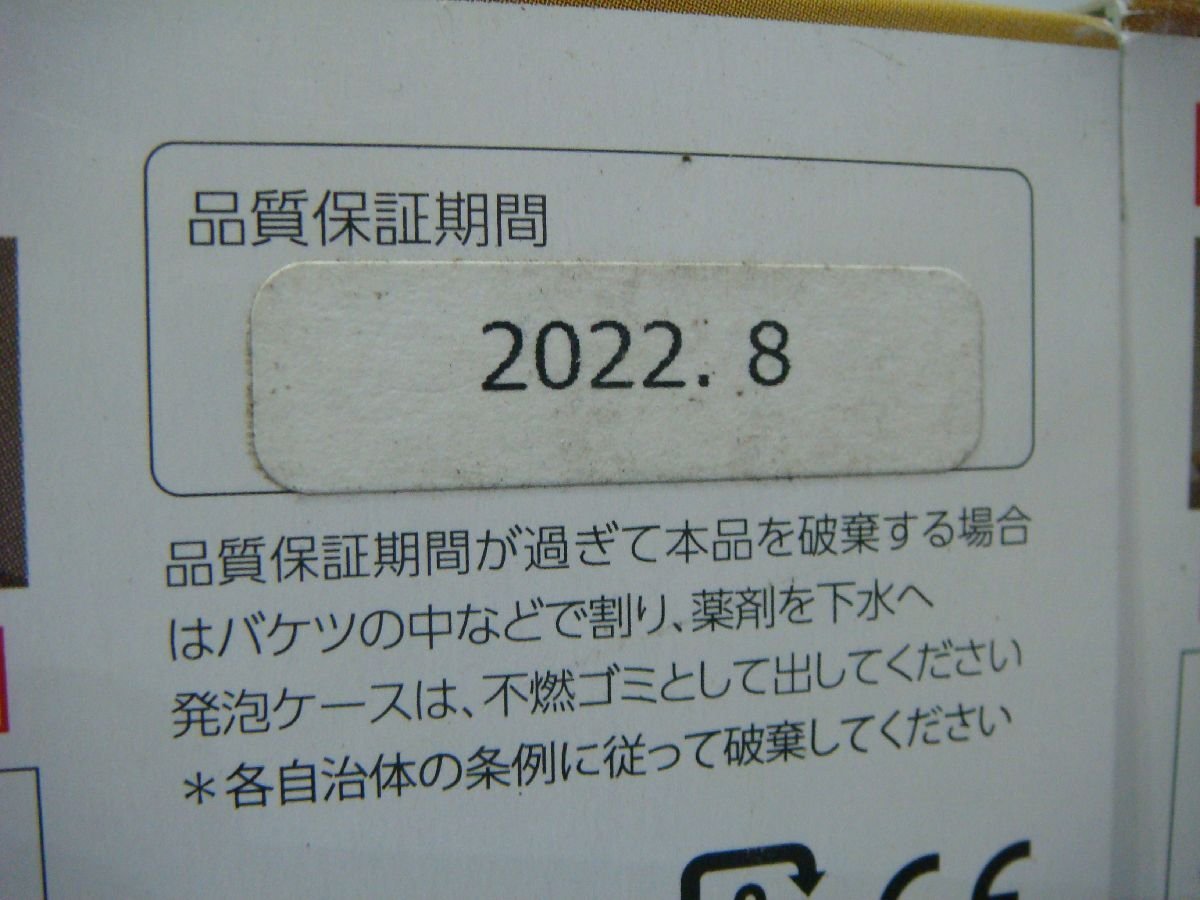 品質保証期間
2022. 8
品質保証期間が過ぎて本品を破棄する場合
はバケツの中などで割り、薬剤を下水へ
発泡ケースは、不燃ゴミとして出してください
＊各自治体の条例に従って破棄してください
CE